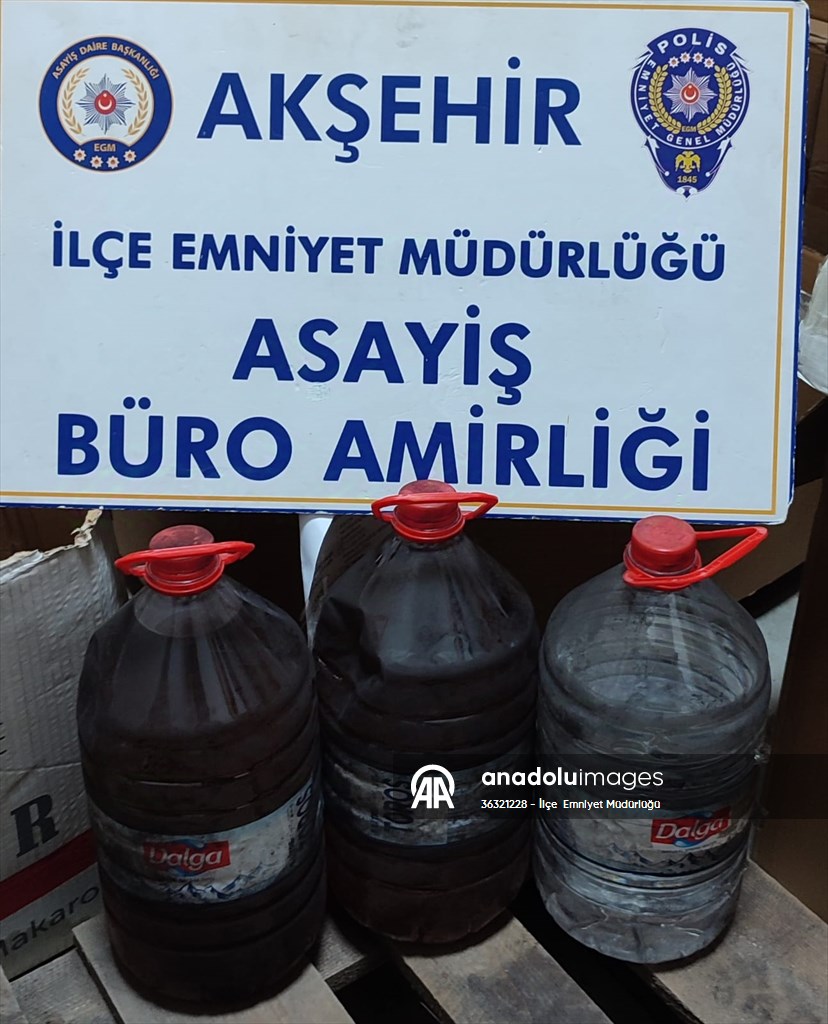 ASAYİŞ DAİRE BAŞKANLIĞI
EGM
AKŞEHİR
POLİS
EMNİYET GENEL MÜDÜRLÜĞÜ
EGM
1845
İLÇE EMNİYET MÜDÜRLÜĞÜ
ASAYİŞ
BÜRO AMİRLİĞİ
AA
anadoluimages
36321228 - İlçe Emniyet Müdürlüğü
R
Dalga
Dalga
makaro